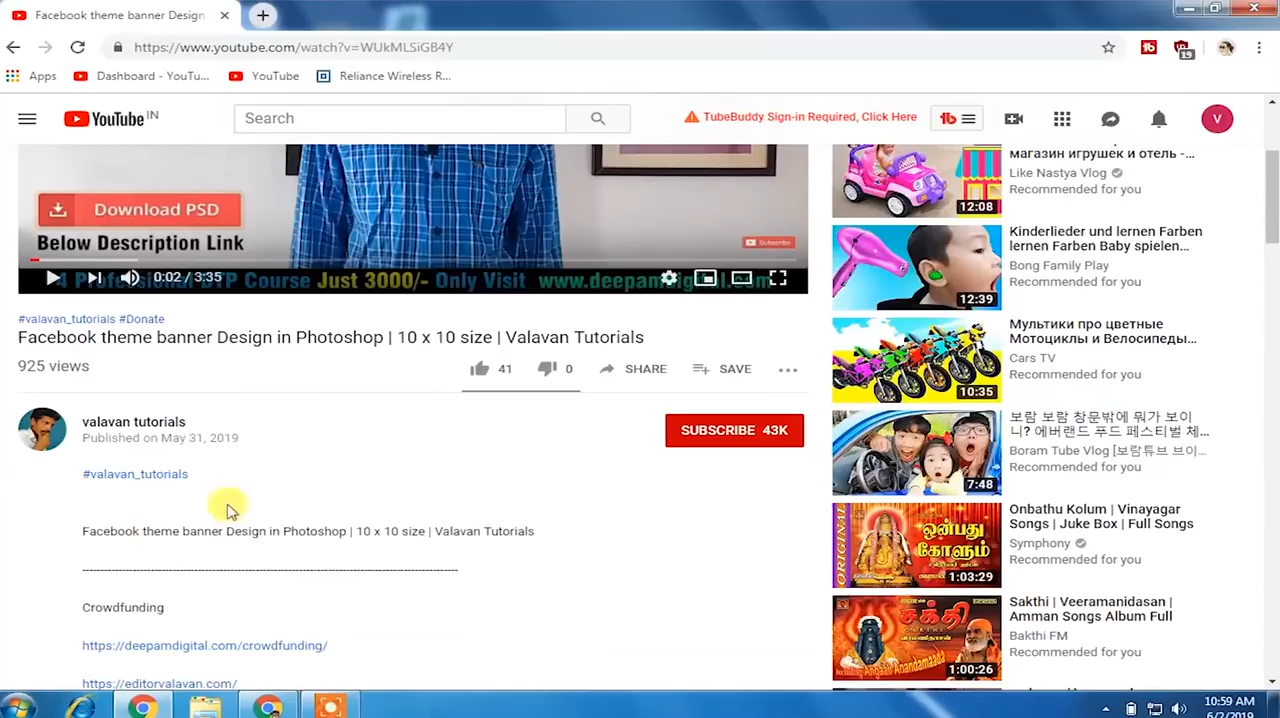 Facebook theme banner Design
https://www.youtube.com/watch?v=WUkMLSiGB4Y
19
Apps
Dashboard - YouTu...
YouTube
Reliance Wireless R...
YouTube IN
Search
TubeBuddy Sign-in Required, Click Here
V
Download PSD
Below Description Link
Subscribe
0:02 / 3:35
Professional DTP Course Just 3000/- Only Visit www.deepamdigital.com
#valavan_tutorials #Donate
Facebook theme banner Design in Photoshop | 10 x 10 size | Valavan Tutorials
925 views
41
0
SHARE
SAVE
valavan tutorials
Published on May 31, 2019
SUBSCRIBE 43K
#valavan_tutorials
Facebook theme banner Design in Photoshop | 10 x 10 size | Valavan Tutorials
--------------------------------------------------------------------------------
Crowdfunding
https://deepamdigital.com/crowdfunding/
https://editorvalavan.com/
магазин игрушек и отель -...
Like Nastya Vlog
Recommended for you
12:08
Kinderlieder und lernen Farben
lernen Farben Baby spielen...
Bong Family Play
Recommended for you
12:39
Мультики про цветные
Мотоциклы и Велосипеды...
Cars TV
Recommended for you
10:35
보람 보람 창문밖에 뭐가 보이
니? 에버랜드 푸드 페스티벌 체...
Boram Tube Vlog [보람튜브 브이...
Recommended for you
7:48
Onbathu Kolum | Vinayagar
Songs | Juke Box | Full Songs
Symphony
Recommended for you
ORIGINAL
ஒன்பது
கோளும்
1:03:29
Sakthi | Veeramanidasan |
Amman Songs Album Full
Bakthi FM
Recommended for you
சக்தி
1:00:26
10:59 AM
6/2/2019